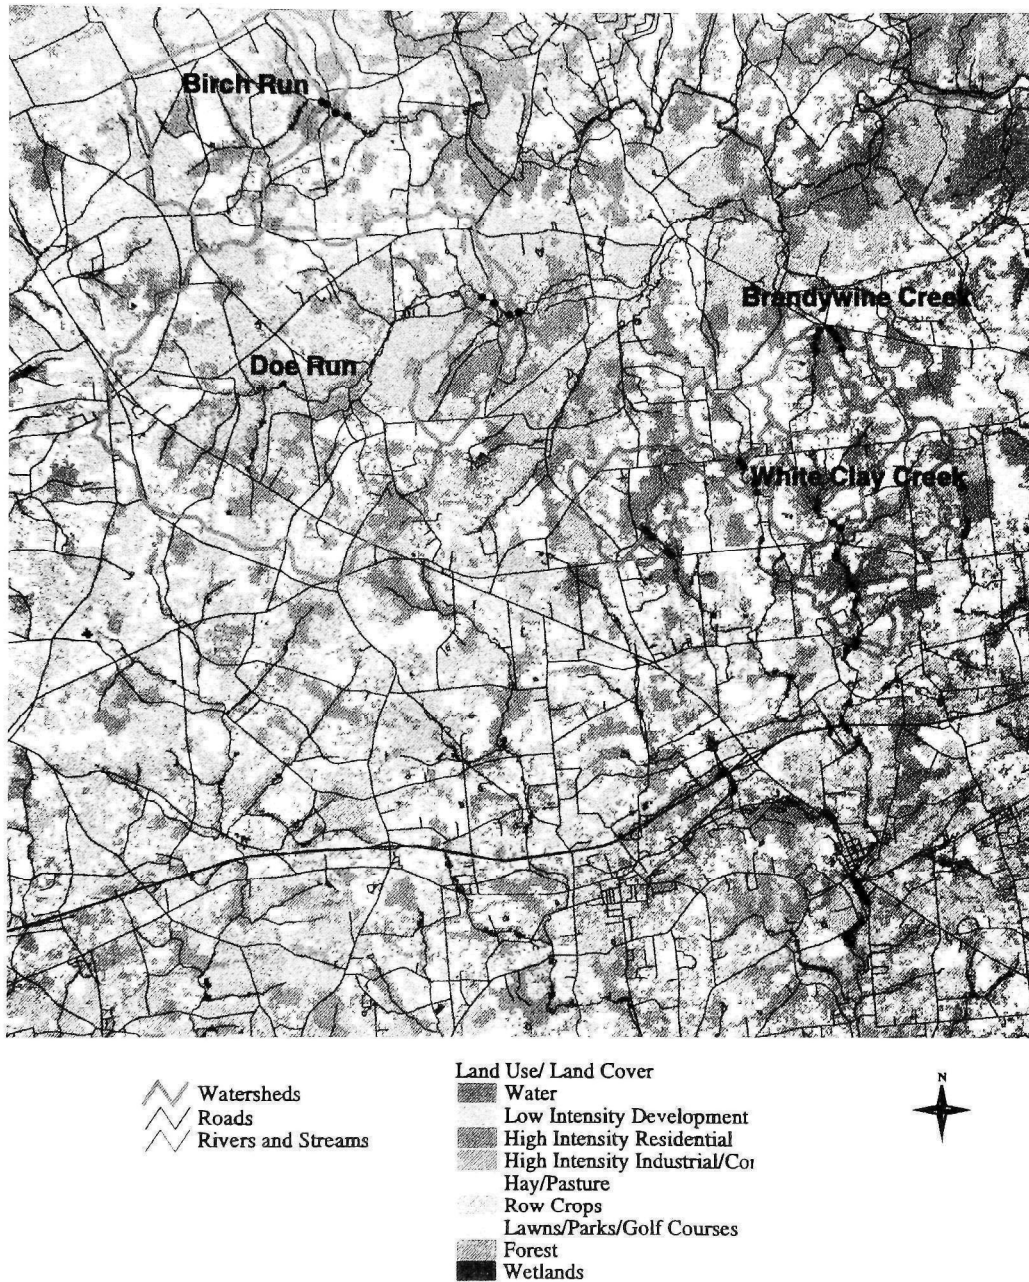 Birch Run
Brandywine Creek
Doe Run
White Clay Creek
Watersheds
Roads
Rivers and Streams
Land Use/ Land Cover
Water
Low Intensity Development
High Intensity Residential
High Intensity Industrial/Cor
Hay/Pasture
Row Crops
Lawns/Parks/Golf Courses
Forest
Wetlands
N